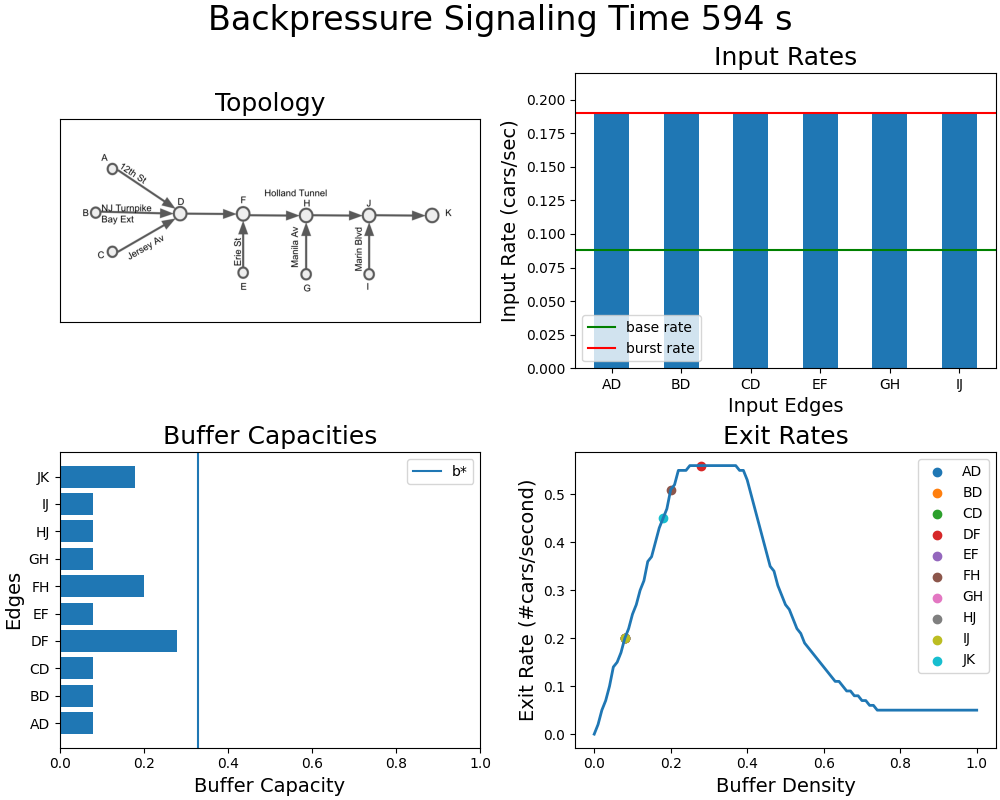 Backpressure Signaling Time 594 s
Topology
A
12th St
B
NJ Turnpike
Bay Ext
C
Jersey Av
D
F
Holland Tunnel
H
J
K
Erie St
Manila Av
Marin Blvd
E
G
I
Input Rates
Input Rate (cars/sec)
0.200
0.175
0.150
0.125
0.100
0.075
0.050
0.025
0.000
base rate
burst rate
AD BD CD EF GH IJ
Input Edges
Buffer Capacities
Edges
JK
IJ
HJ
GH
FH
EF
DF
CD
BD
AD
b*
0.0 0.2 0.4 0.6 0.8 1.0
Buffer Capacity
Exit Rates
Exit Rate (#cars/second)
0.5
0.4
0.3
0.2
0.1
0.0
AD
BD
CD
DF
EF
FH
GH
HJ
IJ
JK
0.0 0.2 0.4 0.6 0.8 1.0
Buffer Density